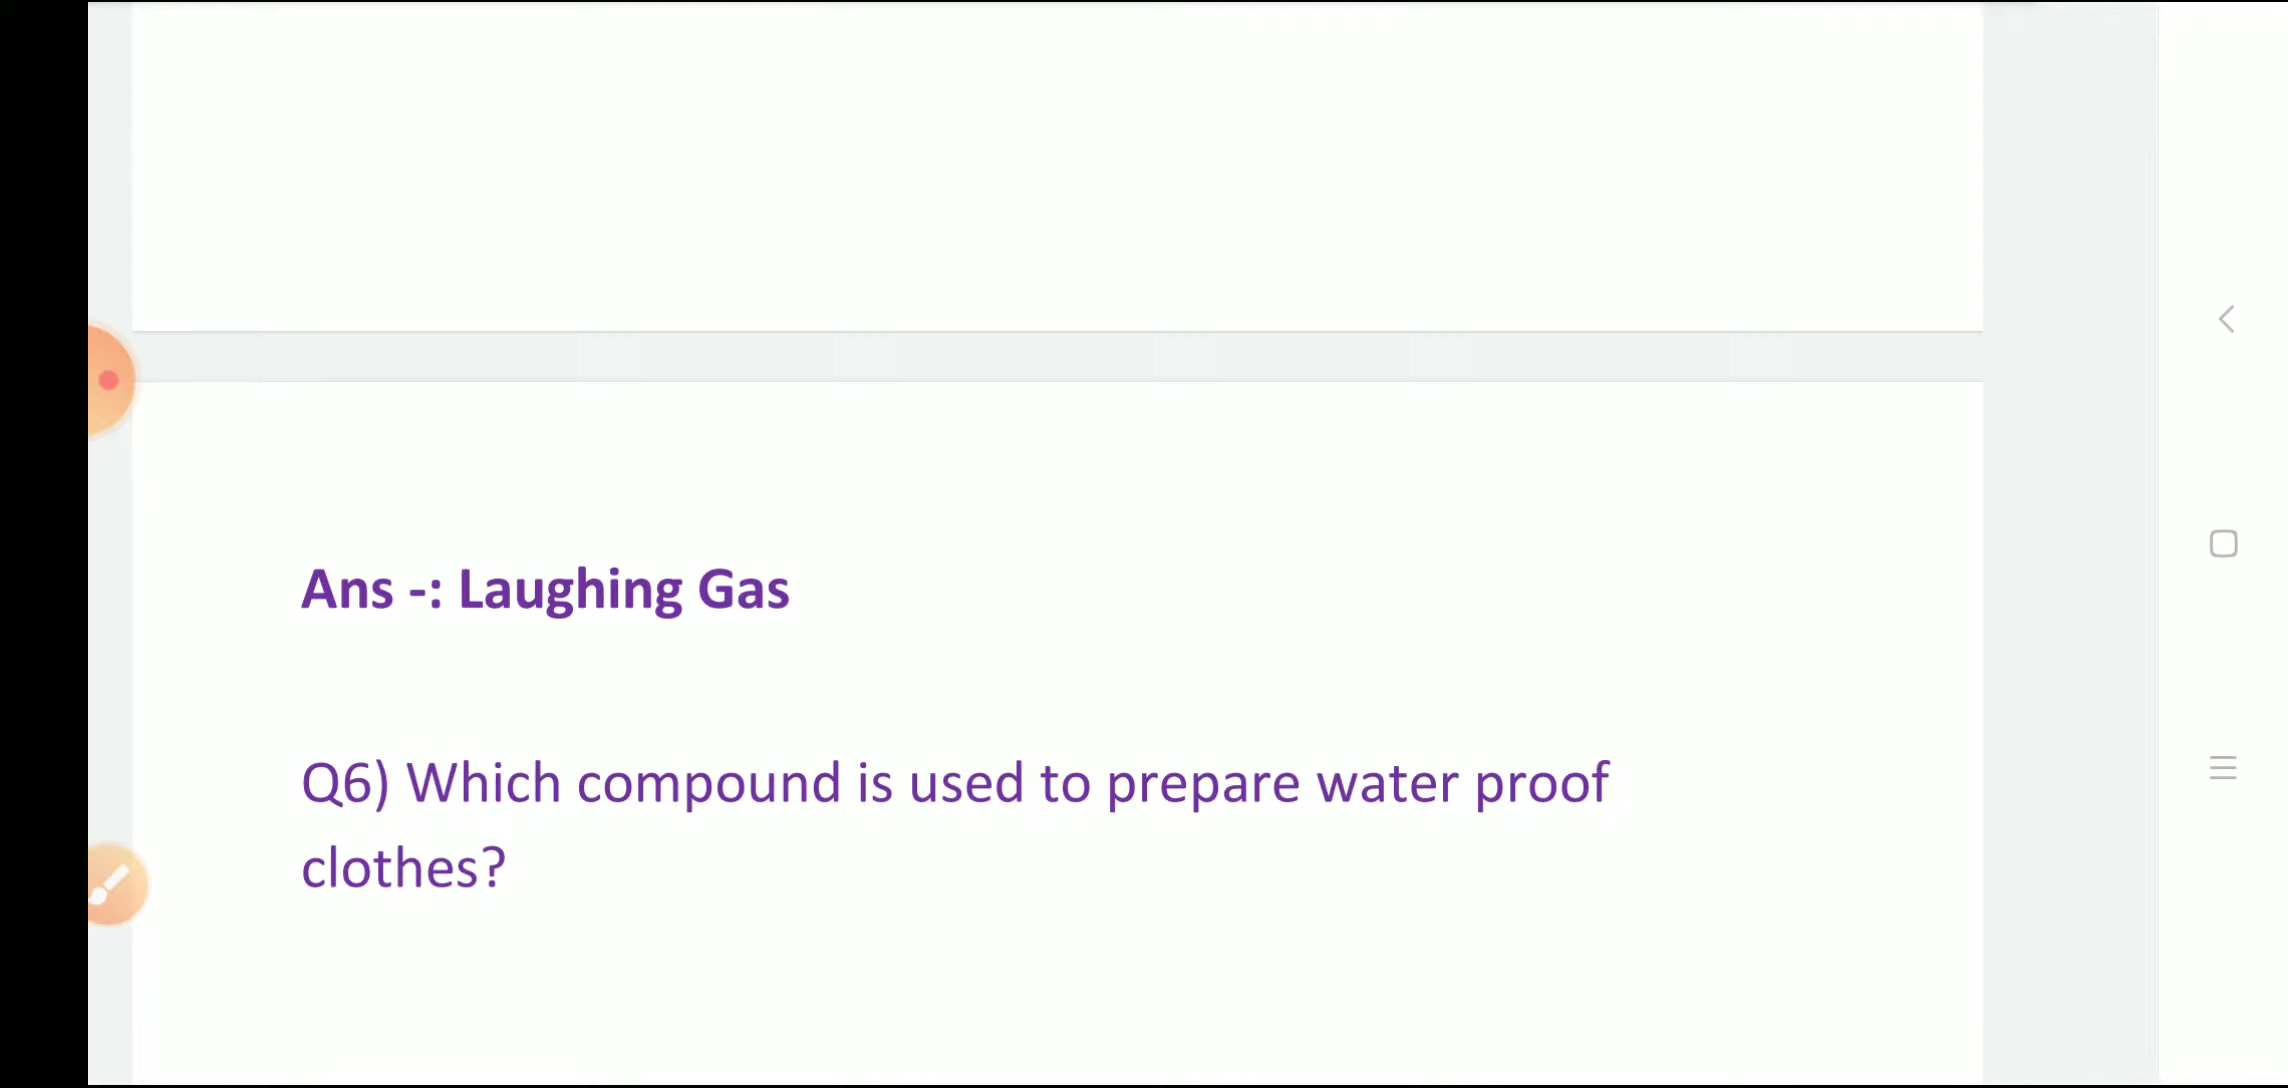 Ans -: Laughing Gas
Q6) Which compound is used to prepare water proof
clothes?